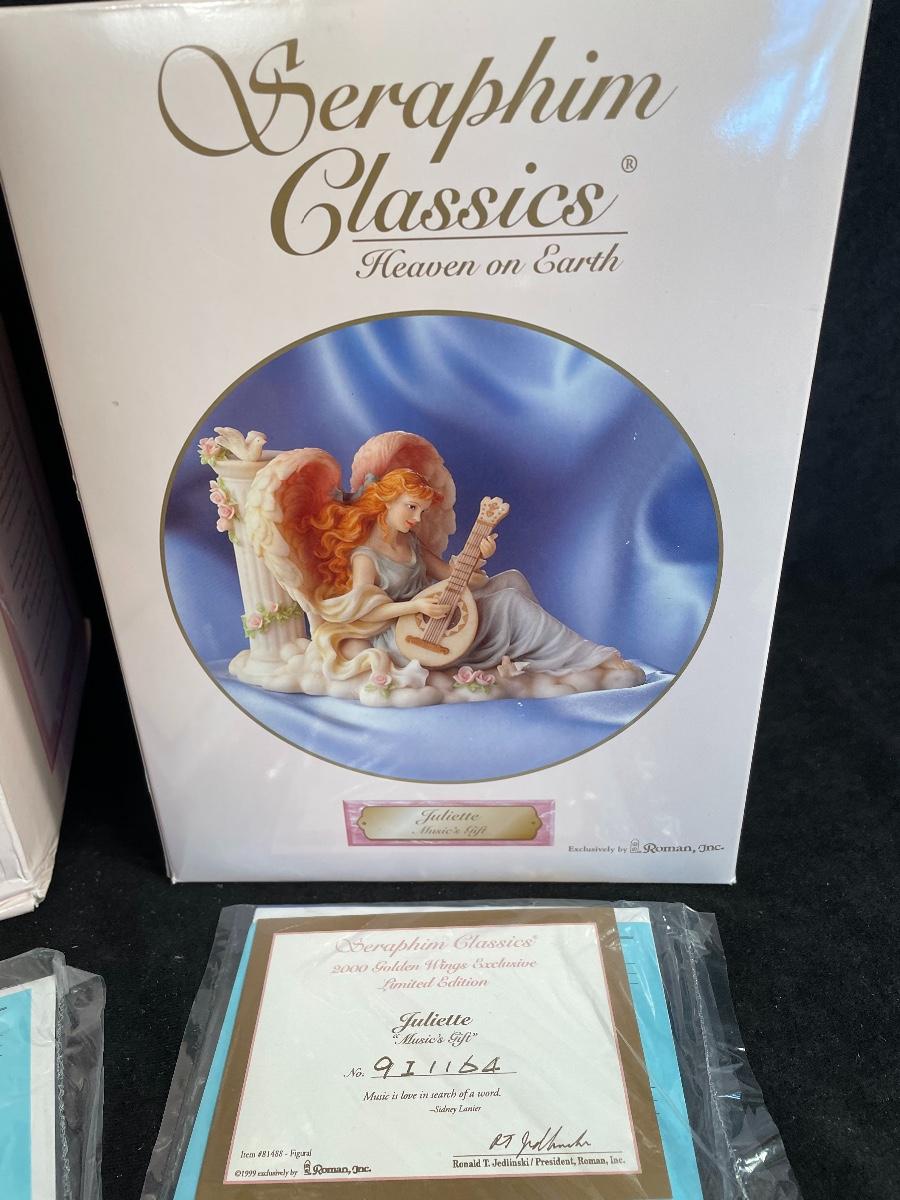 Seraphim
Classics®
Heaven on Earth
Juliette
Music's Gift
Exclusively by Roman, Inc.
Seraphim Classics®
2000 Golden Wings Exclusive
Limited Edition
Juliette
"Music's Gift"
No. 9I1164
Music is love in search of a word.
–Sidney Lanier
Item #81488 - Figural
©1999 exclusively by Roman, Inc.
Ronald T. Jedlinski / President, Roman, Inc.